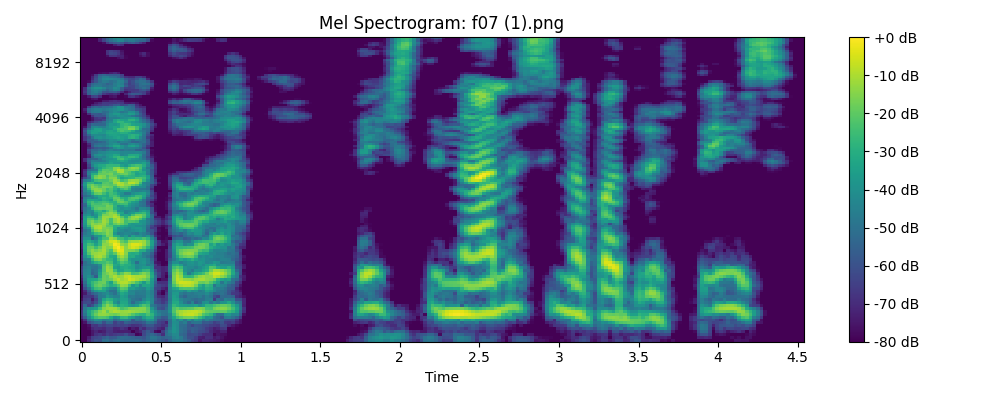 Mel Spectrogram: f07 (1).png
+0 dB
8192
-10 dB
4096
-20 dB
-30 dB
2048
-40 dB
Hz
1024
-50 dB
-60 dB
512
-70 dB
0
-80 dB
0 0.5 1 1.5 2 2.5 3 3.5 4 4.5
Time